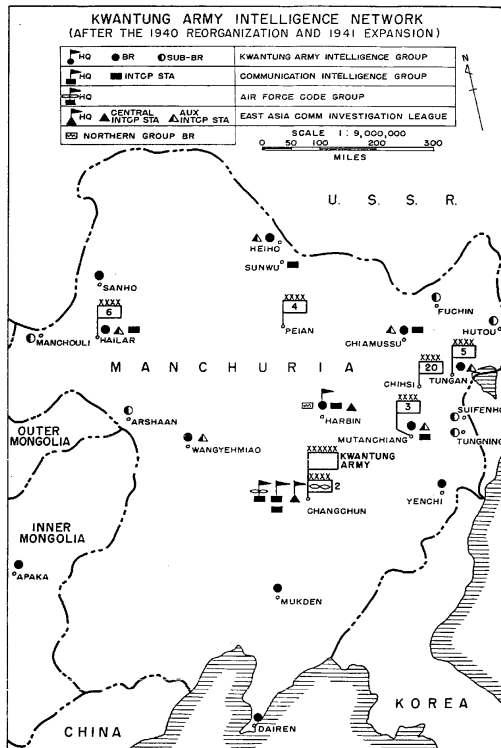 KWANTUNG ARMY INTELLIGENCE NETWORK
(AFTER THE 1940 REORGANIZATION AND 1941 EXPANSION)
HQ BR SUB-BR KWANTUNG ARMY INTELLIGENCE GROUP
HQ INTCP STA COMMUNICATION INTELLIGENCE GROUP
HQ AIR FORCE CODE GROUP
HQ CENTRAL INTCP STA AUX INTCP STA EAST ASIA COMM INVESTIGATION LEAGUE
NORTHERN GROUP BR
N
SCALE 1:9,000,000
0 50 100 200 300
MILES
U. S. S. R.
HEIHO
SUNWU
SANHO
XXXX
6
HAILAR
XXXX
4
PEIAN
FUCHIN
HUTOU
MANCHOULI
CHIAMUSSU
XXXX
5
TUNGAN
XXXX
20
CHIHSI
MANCHURIA
HARBIN
XXXX
3
MUTANCHIANG
SUIFENHO
TUNGNING
ARSHAAN
OUTER
MONGOLIA
WANGYEHMIAO
XXXXXX
KWANTUNG
ARMY
2
CHANGCHUN
YENCHI
INNER
MONGOLIA
APAKA
MUKDEN
KOREA
CHINA
DAIREN